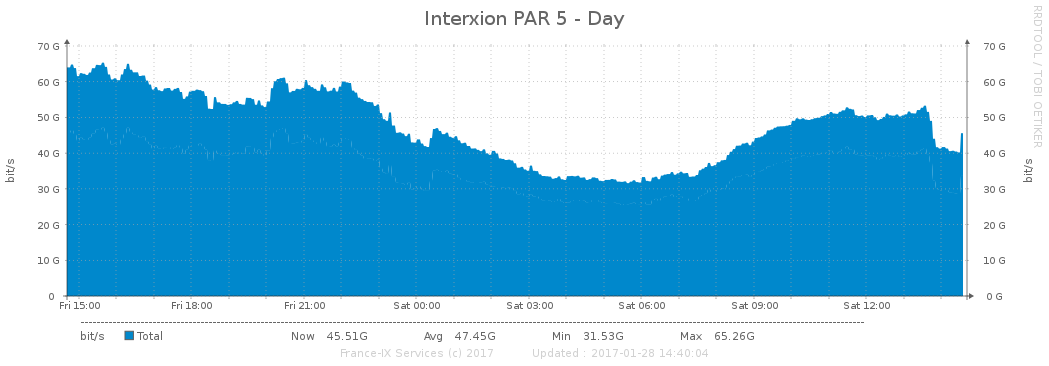 Interxion PAR 5 - Day
RRDTOOL / TOBI OETIKER
bit/s
70 G
60 G
50 G
40 G
30 G
20 G
10 G
0
70 G
60 G
50 G
40 G
30 G
20 G
10 G
0 G
bit/s
Fri 15:00 Fri 18:00 Fri 21:00 Sat 00:00 Sat 03:00 Sat 06:00 Sat 09:00 Sat 12:00
bit/s Total Now 45.51G Avg 47.45G Min 31.53G Max 65.26G
France-IX Services (c) 2017 Updated : 2017-01-28 14:40:04